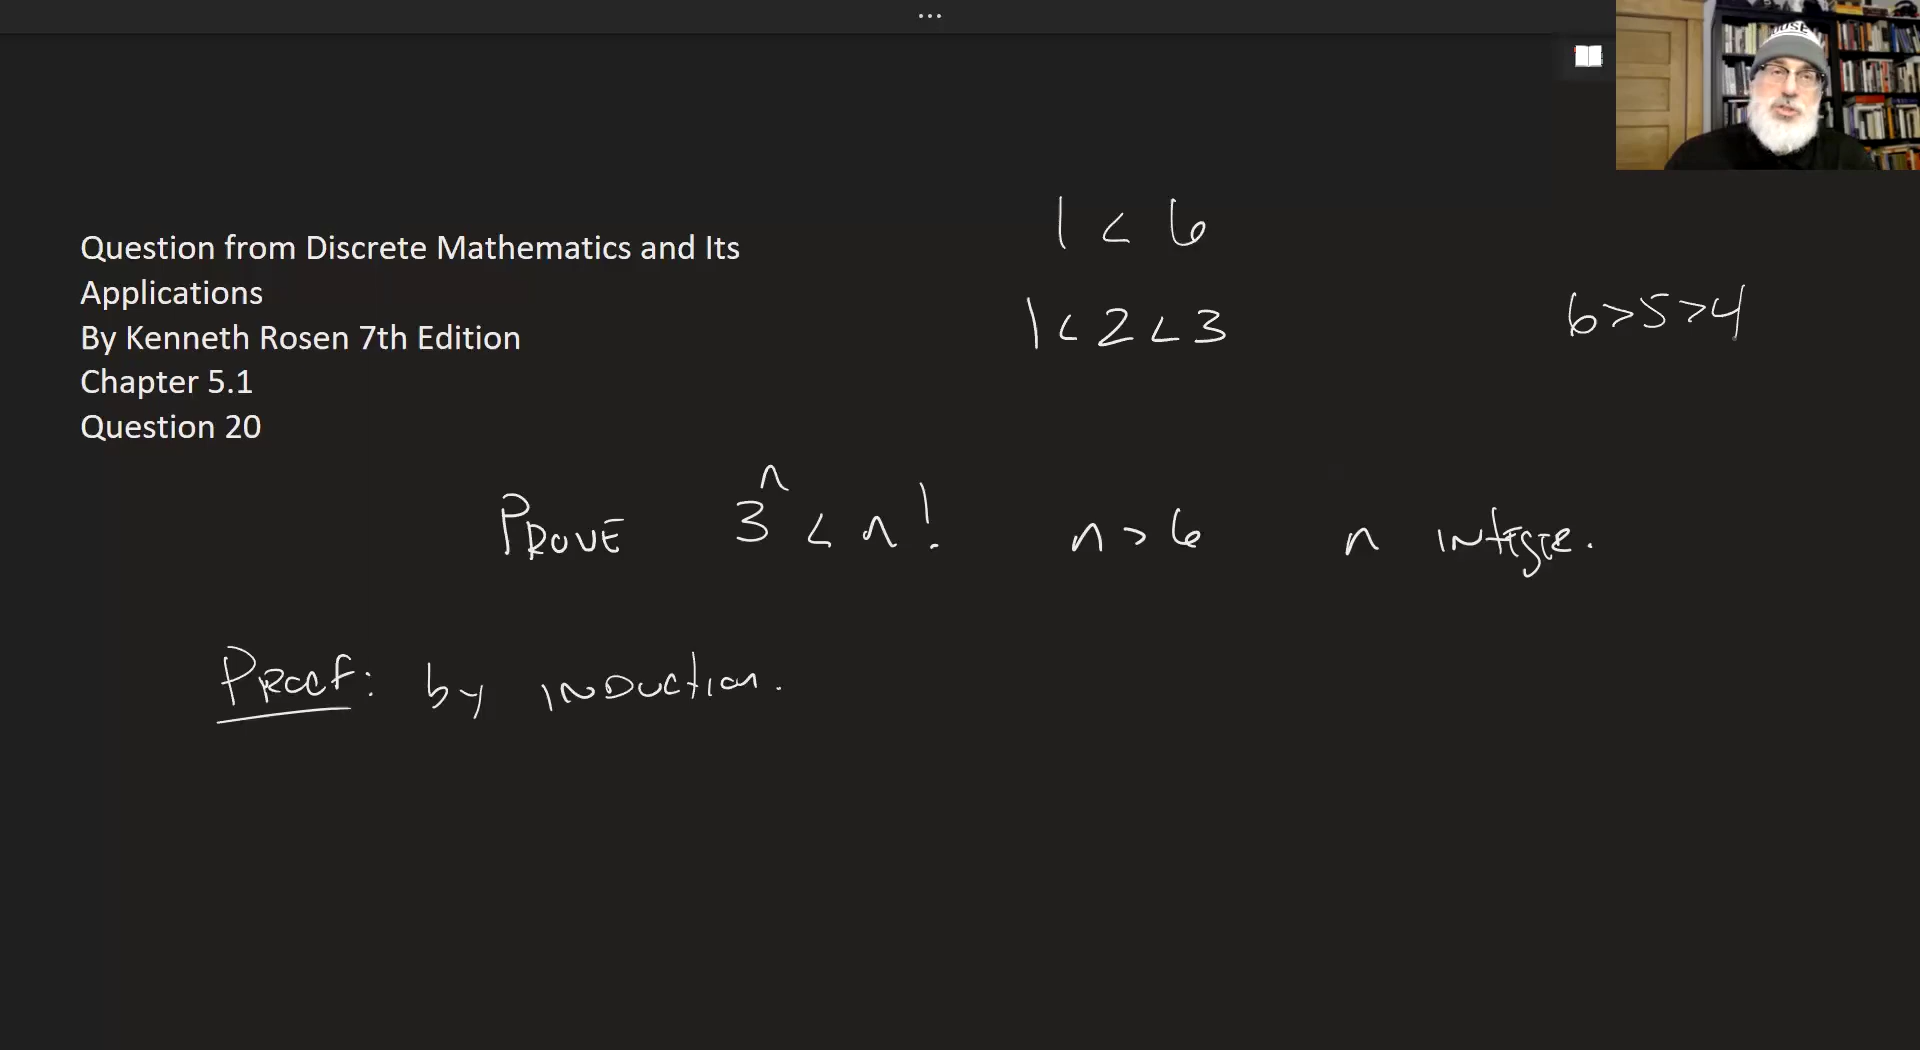 ...
Question from Discrete Mathematics and Its
Applications
By Kenneth Rosen 7th Edition
Chapter 5.1
Question 20
1 < 6
1 < 2 < 3
6 > 5 > 4
PROVE 3^n < n! n > 6 n integer.
Proof: by induction.